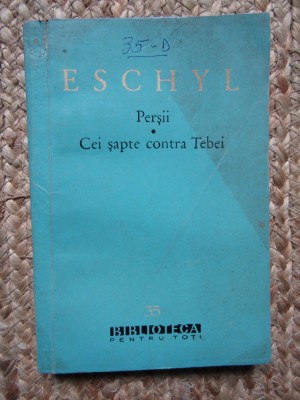 35-D
ESCHYL
Perșii
•
Cei șapte contra Tebei
35
BIBLIOTECA
PENTRU TOȚI